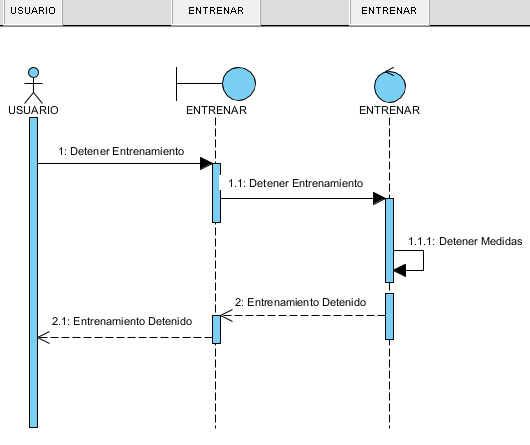 USUARIO
ENTRENAR
ENTRENAR
USUARIO
ENTRENAR
ENTRENAR
1: Detener Entrenamiento
1.1: Detener Entrenamiento
1.1.1: Detener Medidas
2: Entrenamiento Detenido
2.1: Entrenamiento Detenido